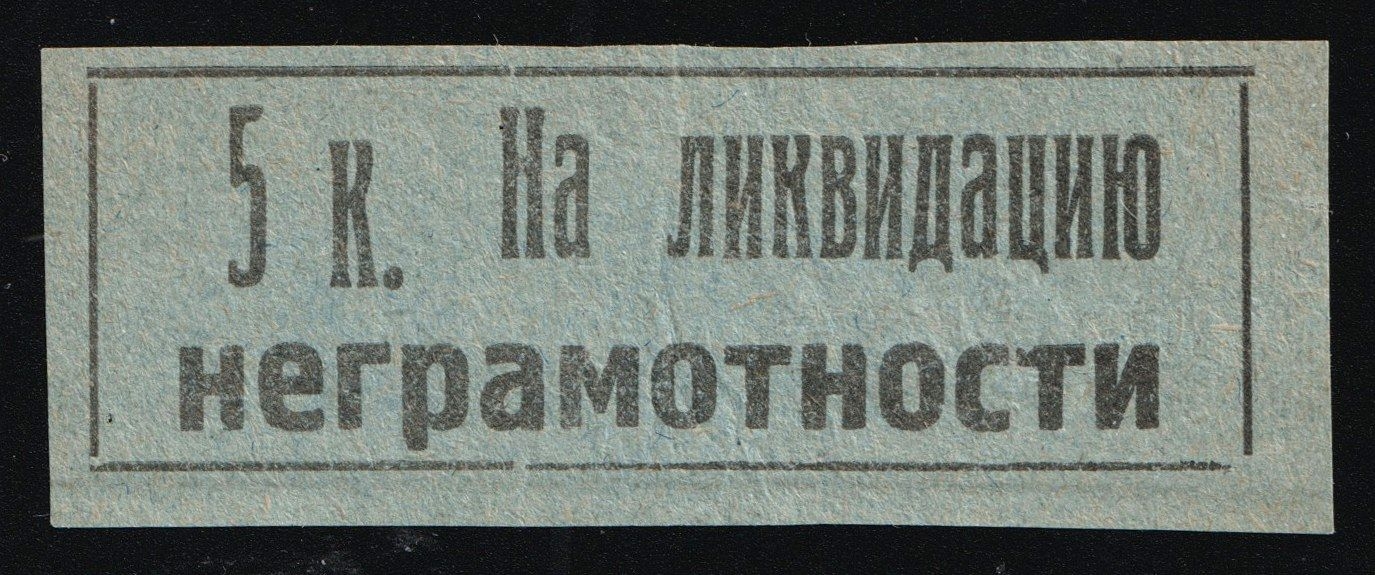 5 к. На ликвидацию
неграмотности